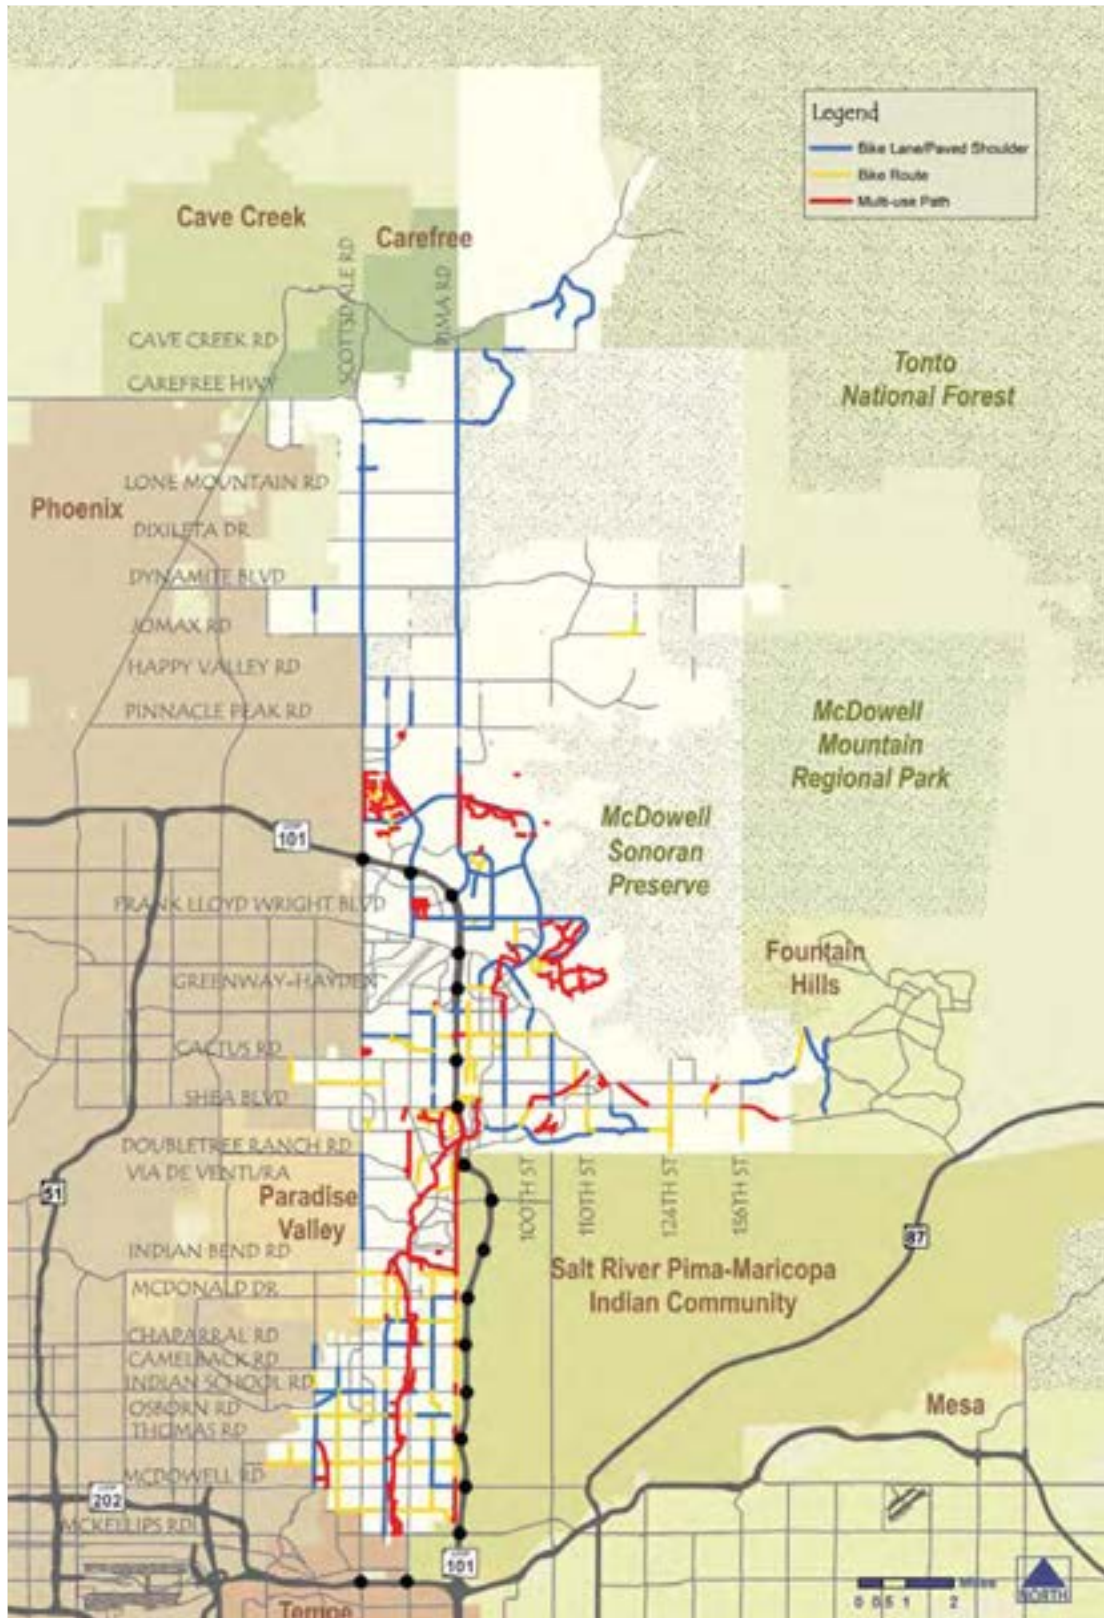 Legend
Bike Lane/Paved Shoulder
Bike Route
Multi-use Path
Cave Creek
Carefree
SCOTTSDALE RD
PIMA RD
CAVE CREEK RD
CAREFREE HWY
Tonto
National Forest
LONE MOUNTAIN RD
Phoenix
DIXILETA DR
DYNAMITE BLVD
JOMAX RD
HAPPY VALLEY RD
PINNACLE PEAK RD
McDowell
Mountain
Regional Park
McDowell
Sonoran
Preserve
LOOP
101
FRANK LLOYD WRIGHT BLVD
Fountain
Hills
GREENWAY-HAYDEN
CACTUS RD
SHEA BLVD
DOUBLETREE RANCH RD
VIA DE VENTURA
100TH ST
110TH ST
124TH ST
136TH ST
51
Paradise
Valley
87
INDIAN BEND RD
Salt River Pima-Maricopa
Indian Community
MCDONALD DR
CHAPARRAL RD
CAMELBACK RD
INDIAN SCHOOL RD
OSBORN RD
THOMAS RD
Mesa
MCDOWELL RD
LOOP
202
MCKELLIPS RD
LOOP
101
Miles
0 0.5 1 2
NORTH
Tempe